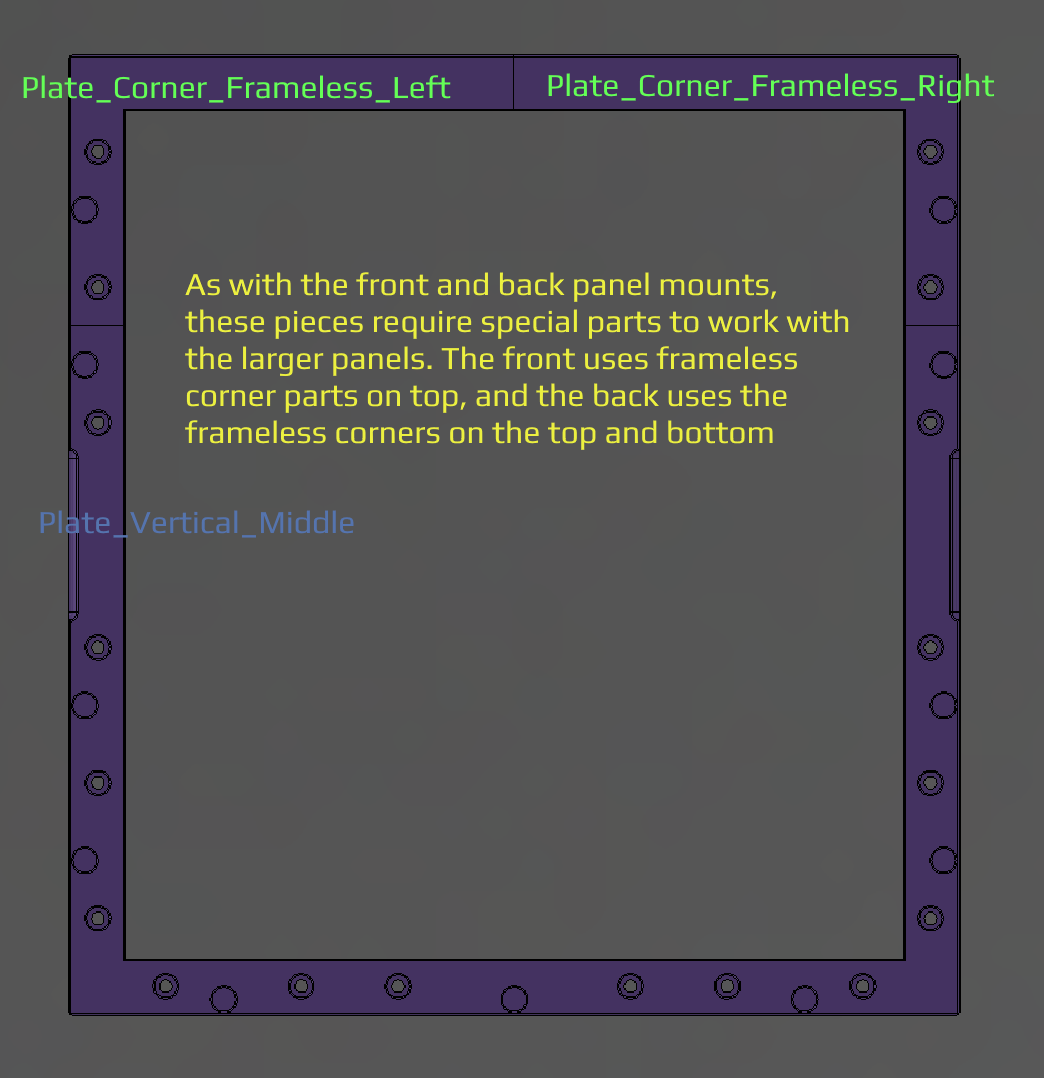 Plate_Corner_Frameless_Left
Plate_Corner_Frameless_Right
As with the front and back panel mounts,
these pieces require special parts to work with
the larger panels. The front uses frameless
corner parts on top, and the back uses the
frameless corners on the top and bottom
Plate_Vertical_Middle